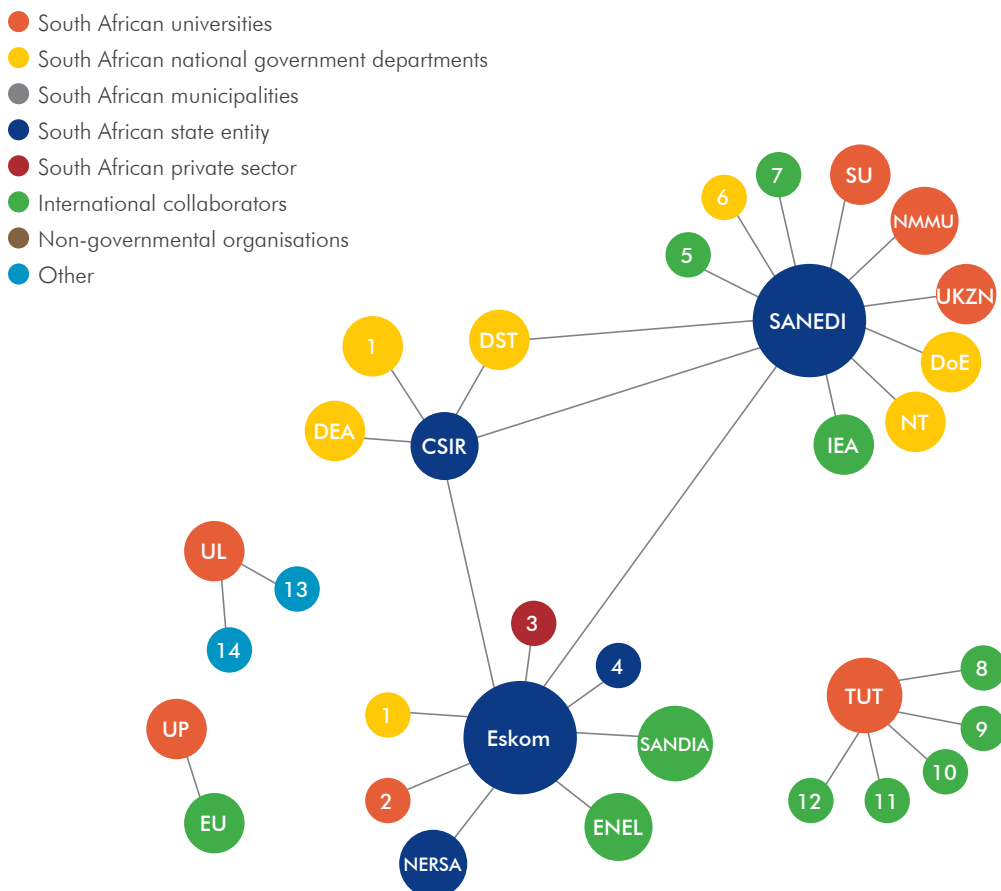 South African universities
South African national government departments
South African municipalities
South African state entity
South African private sector
International collaborators
Non-governmental organisations
Other
7
SU
6
NMMU
5
UKZN
SANEDI
1
DST
DoE
DEA
CSIR
NT
IEA
UL
13
3
14
4
8
TUT
1
UP
Eskom
SANDIA
9
10
2
12
11
EU
ENEL
NERSA